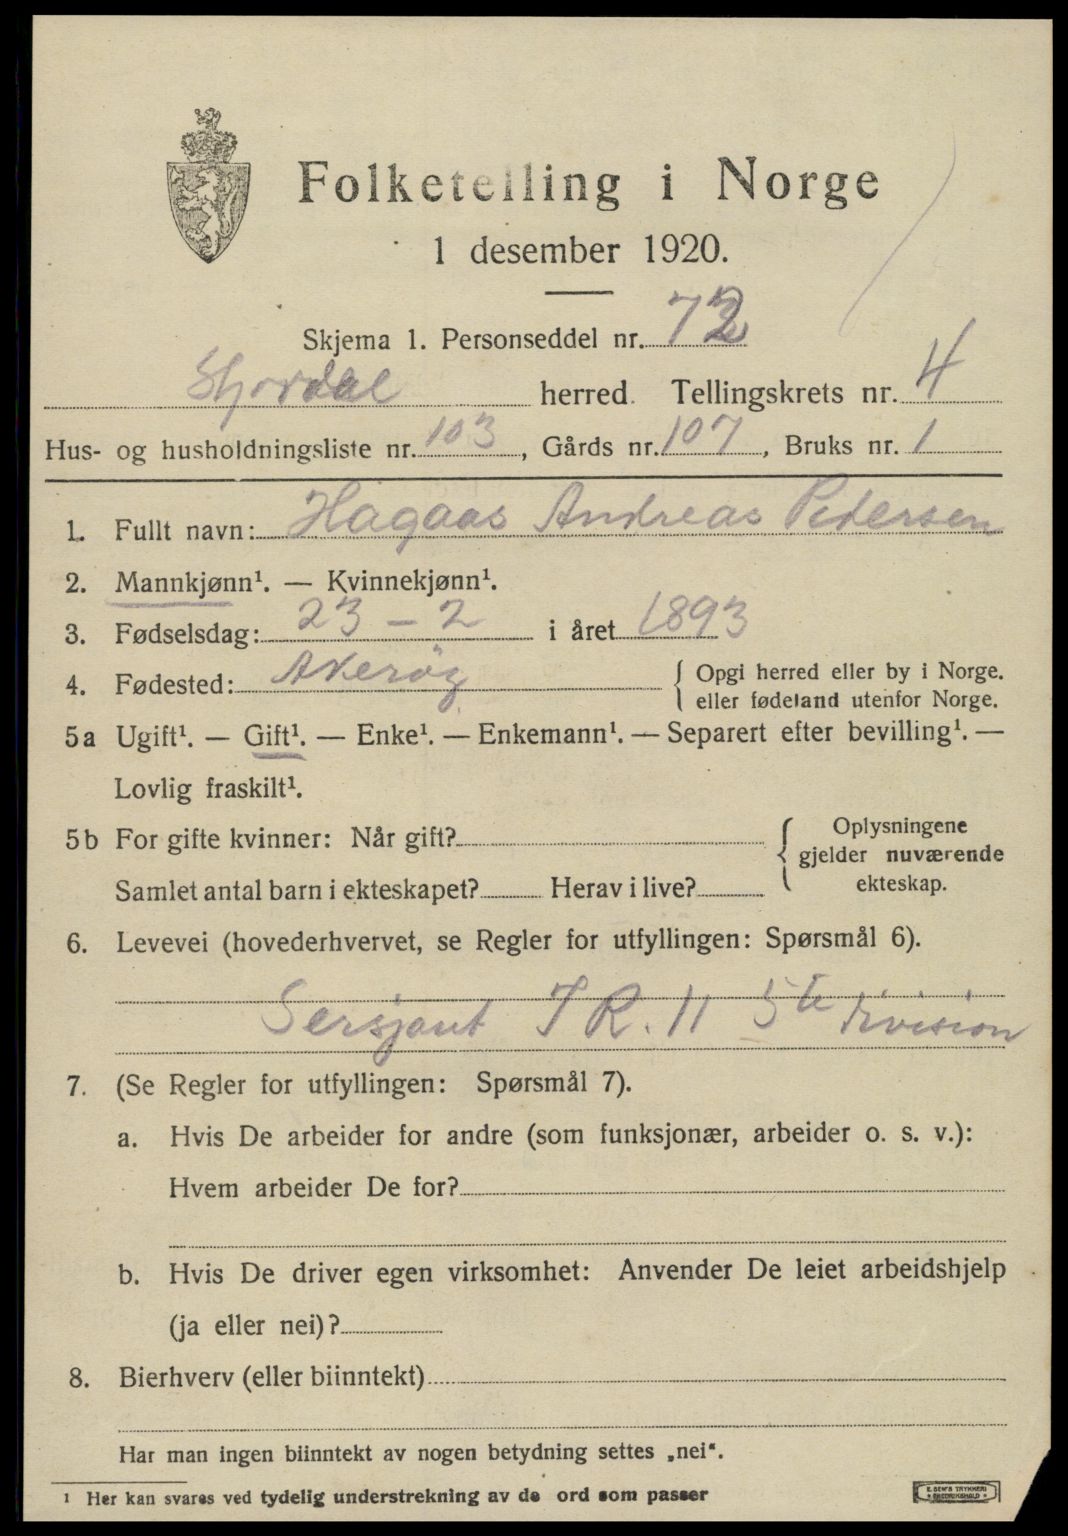 Folketelling i Norge
1 desember 1920.
Skjema 1. Personseddel nr. 72
herred. Tellingskrets nr. 4
Hus- og husholdningsliste nr. 103, Gårds nr. 107, Bruks nr. 1
1. Fullt navn: Hagaas Andreas Pedersen
2. Mannkjønn¹. — Kvinnekjønn¹.
3. Fødselsdag: 23 - 2 i året 1893
4. Fødested: Akerøy { Opgi herred eller by i Norge.
eller fødeland utenfor Norge.
5a Ugift¹. — Gift¹. — Enke¹. — Enkemann¹. — Separert efter bevilling¹. —
Lovlig fraskilt¹.
5b For gifte kvinner: Når gift? { Oplysningene
gjelder nuværende
Samlet antal barn i ekteskapet? Herav i live? ekteskap.
6. Levevei (hovederhvervet, se Regler for utfyllingen: Spørsmål 6).
Sersjant I R. 11 5te division
7. (Se Regler for utfyllingen: Spørsmål 7).
a. Hvis De arbeider for andre (som funksjonær, arbeider o. s. v.):
Hvem arbeider De for?
b. Hvis De driver egen virksomhet: Anvender De leiet arbeidshjelp
(ja eller nei)?
8. Bierhverv (eller biinntekt)
Har man ingen biinntekt av nogen betydning settes „nei“.
¹ Her kan svares ved tydelig understrekning av de ord som passer